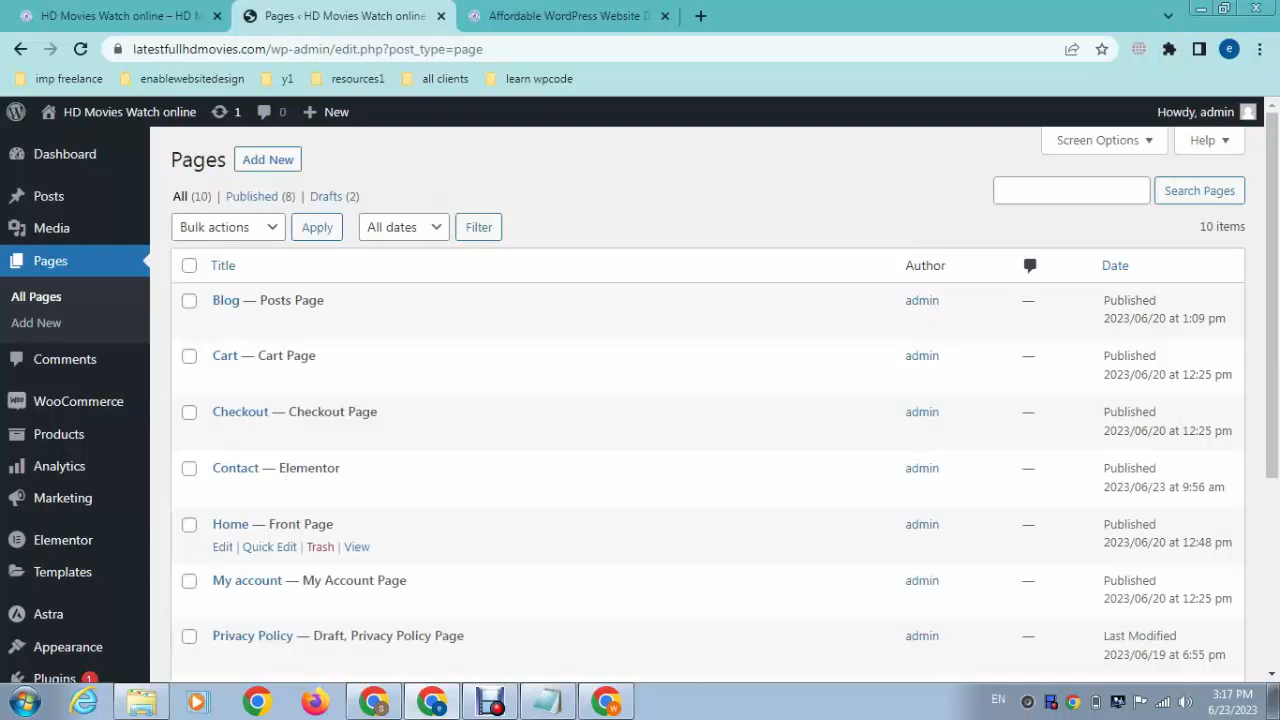 HD Movies Watch online – HD M
Pages ‹ HD Movies Watch online
Affordable WordPress Website D
latestfullhdmovies.com/wp-admin/edit.php?post_type=page
e
imp freelance
enablewebsitedesign
y1
resources1
all clients
learn wpcode
HD Movies Watch online
1
0
New
Howdy, admin
Dashboard
Posts
Media
Pages
All Pages
Add New
Comments
WooCommerce
Products
Analytics
Marketing
Elementor
Templates
Astra
Appearance
Plugins 1
Screen Options
Help
Pages
Add New
All (10) | Published (8) | Drafts (2)
Search Pages
Bulk actions
Apply
All dates
Filter
10 items
Title
Author
Date
Blog — Posts Page
admin
—
Published
2023/06/20 at 1:09 pm
Cart — Cart Page
admin
—
Published
2023/06/20 at 12:25 pm
Checkout — Checkout Page
admin
—
Published
2023/06/20 at 12:25 pm
Contact — Elementor
admin
—
Published
2023/06/23 at 9:56 am
Home — Front Page
Edit | Quick Edit | Trash | View
admin
—
Published
2023/06/20 at 12:48 pm
My account — My Account Page
admin
—
Published
2023/06/20 at 12:25 pm
Privacy Policy — Draft, Privacy Policy Page
admin
—
Last Modified
2023/06/19 at 6:55 pm
EN
3:17 PM
6/23/2023